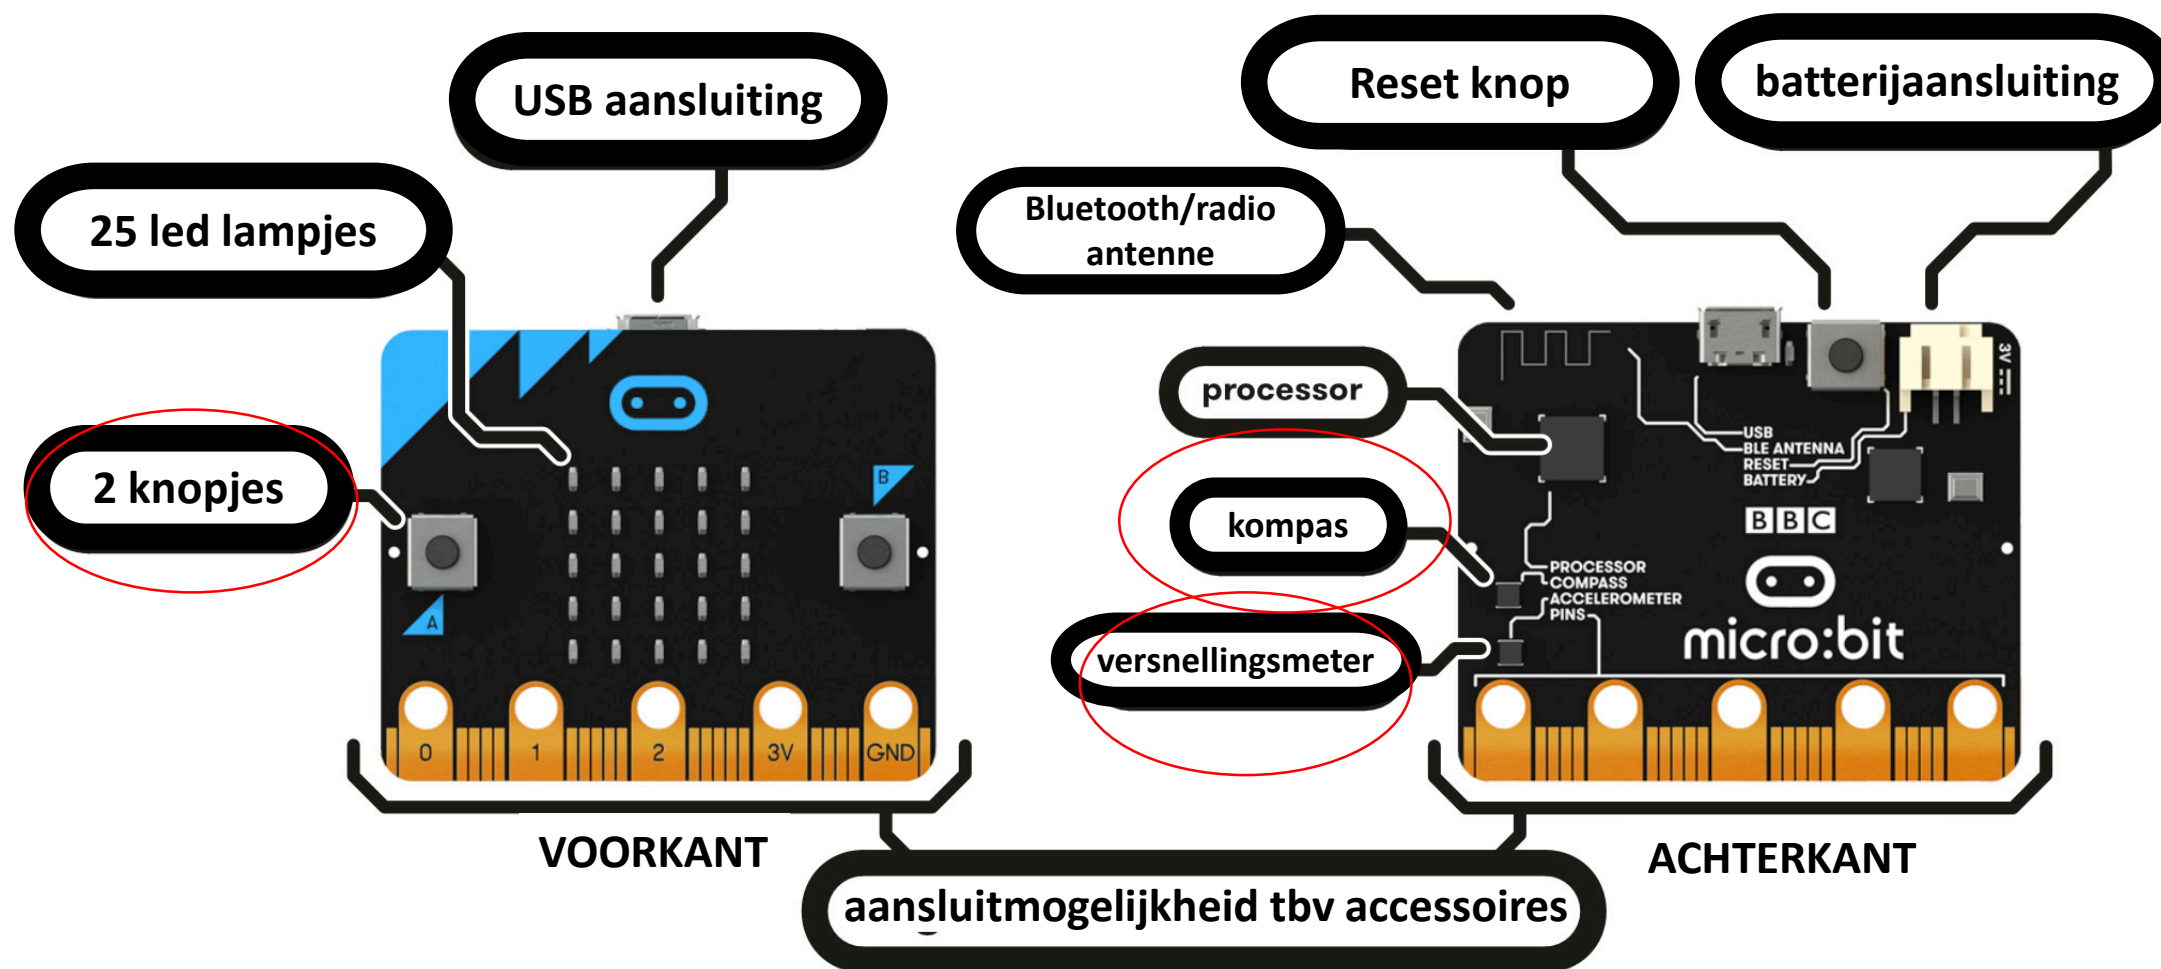 USB aansluiting
Reset knop
batterijaansluiting
25 led lampjes
Bluetooth/radio
antenne
processor
2 knopjes
kompas
versnellingsmeter
B
A
0
1
2
3V
GND
3V
USB
BLE ANTENNA
RESET
BATTERY
BBC
PROCESSOR
COMPASS
ACCELEROMETER
PINS
micro:bit
VOORKANT
ACHTERKANT
aansluitmogelijkheid tbv accessoires